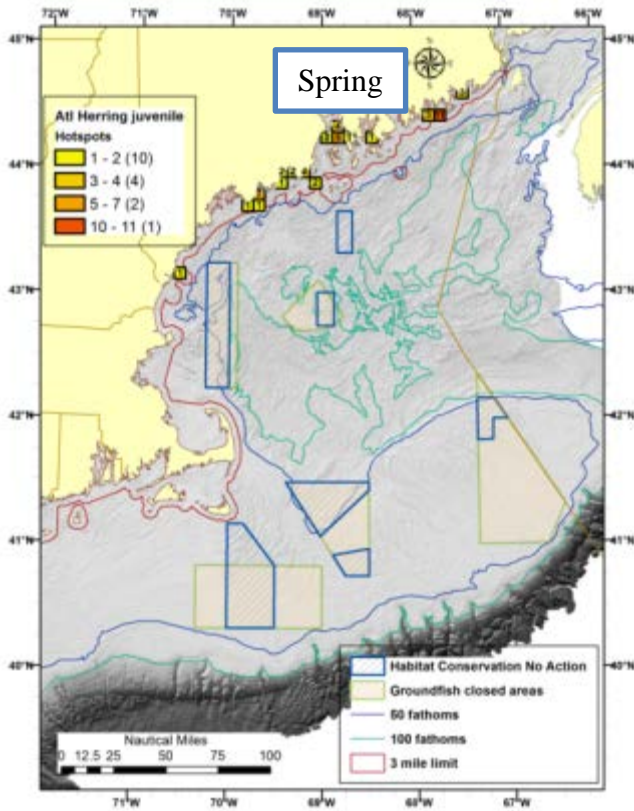 72°W 71°W 70°W 69°W 68°W 67°W 66°W
45°N 45°N
Spring
Atl Herring juvenile
Hotspots
1 - 2 (10)
3 - 4 (4)
5 - 7 (2)
10 - 11 (1)
44°N 44°N
43°N 43°N
42°N 42°N
41°N 41°N
40°N 40°N
Habitat Conservation No Action
Groundfish closed areas
50 fathoms
100 fathoms
3 mile limit
Nautical Miles
0 12.5 25 50 75 100
71°W 70°W 69°W 68°W 67°W